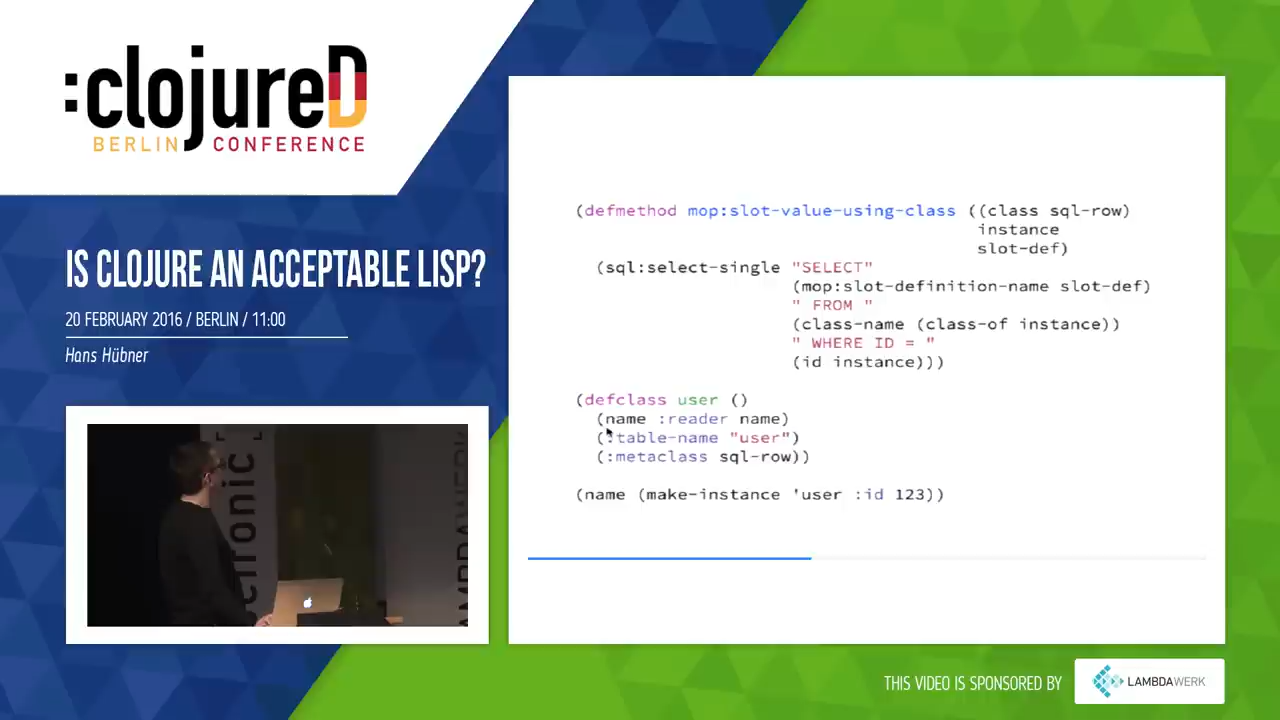 :clojureD
BERLIN CONFERENCE
IS CLOJURE AN ACCEPTABLE LISP?
20 FEBRUARY 2016 / BERLIN / 11:00
Hans Hübner
(defmethod mop:slot-value-using-class ((class sql-row)
instance
slot-def)
(sql:select-single "SELECT"
(mop:slot-definition-name slot-def)
" FROM "
(class-name (class-of instance))
" WHERE ID = "
(id instance)))
(defclass user ()
(name :reader name)
(:table-name "user")
(:metaclass sql-row))
(name (make-instance 'user :id 123))
THIS VIDEO IS SPONSORED BY
LAMBDAWERK